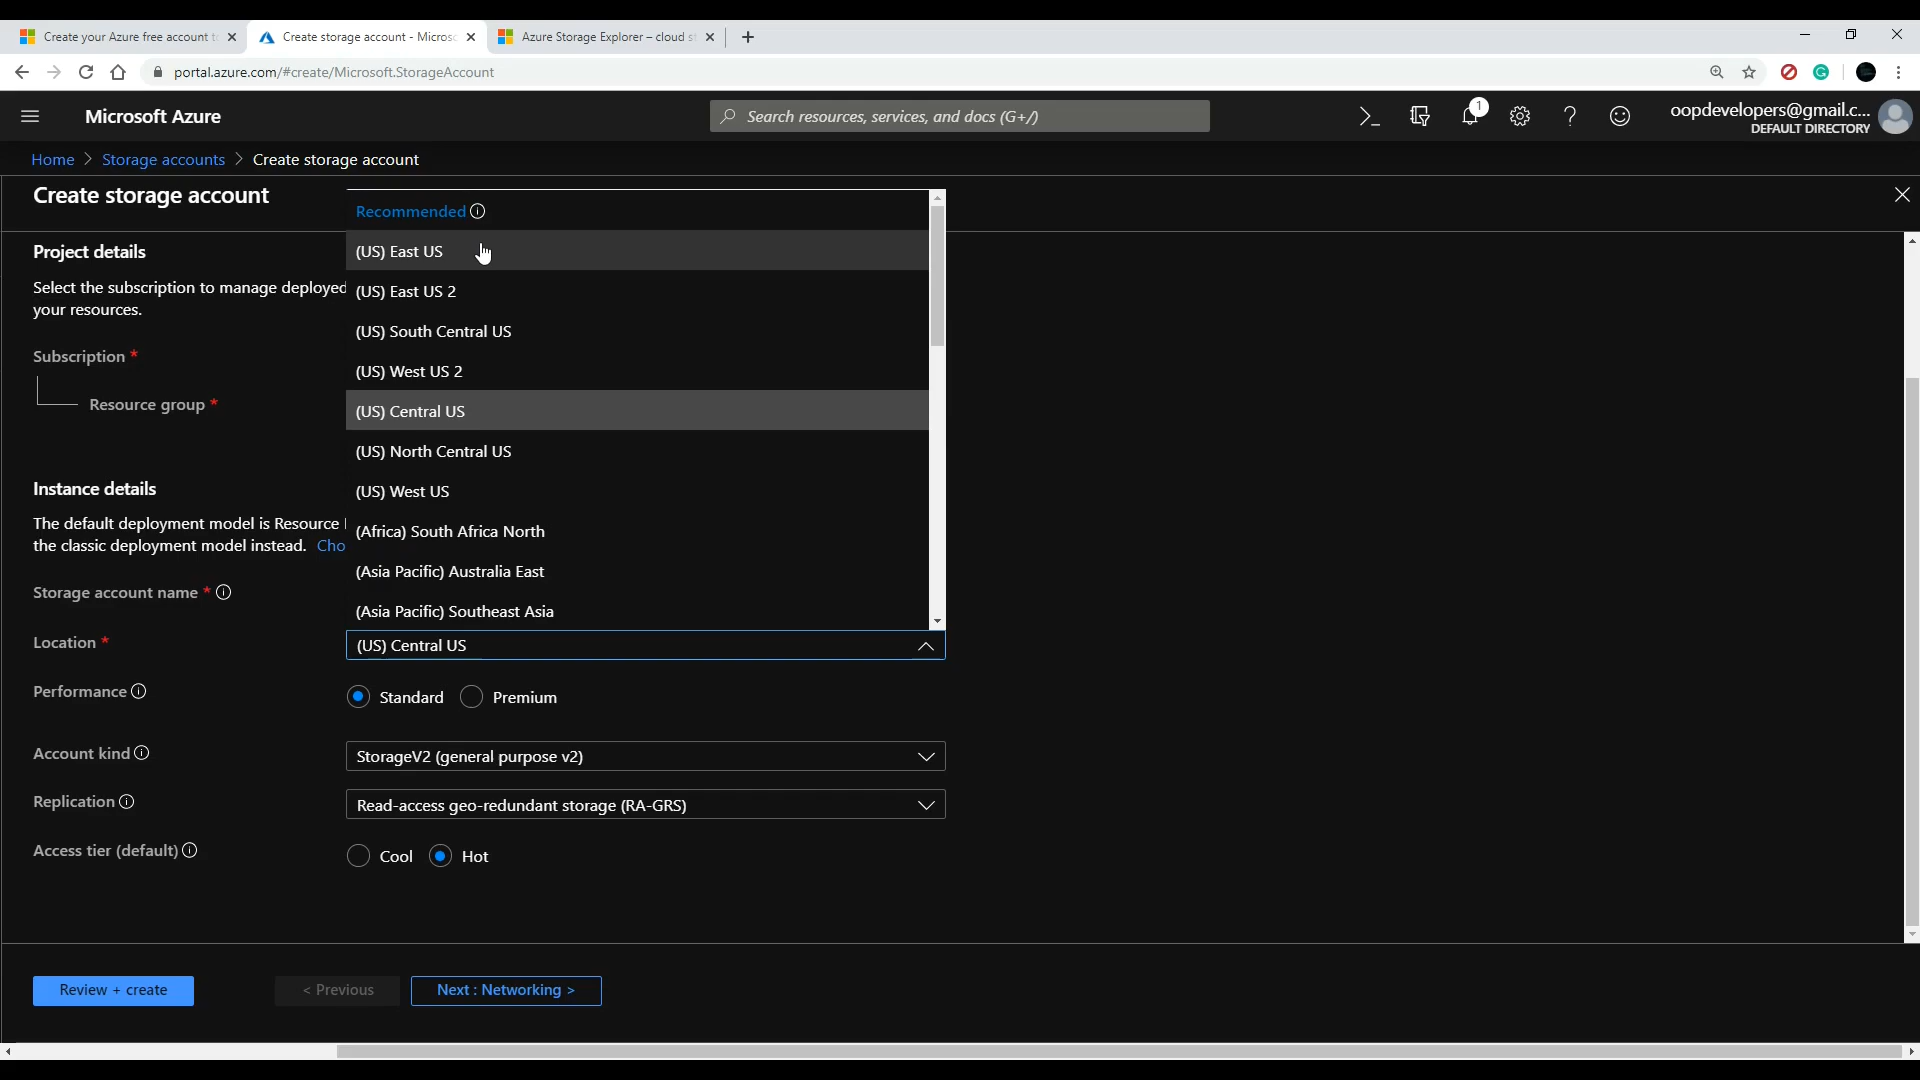 Create your Azure free account t
Create storage account - Micros
Azure Storage Explorer – cloud s
portal.azure.com/#create/Microsoft.StorageAccount
Microsoft Azure
Search resources, services, and docs (G+/)
1
oopdevelopers@gmail.c...
DEFAULT DIRECTORY
Home > Storage accounts > Create storage account
Create storage account
Project details
Select the subscription to manage deployed
your resources.
Subscription *
Resource group *
Instance details
The default deployment model is Resource
the classic deployment model instead. Cho
Storage account name *
Location *
Recommended
(US) East US
(US) East US 2
(US) South Central US
(US) West US 2
(US) Central US
(US) North Central US
(US) West US
(Africa) South Africa North
(Asia Pacific) Australia East
(Asia Pacific) Southeast Asia
(US) Central US
Performance
Standard Premium
Account kind
StorageV2 (general purpose v2)
Replication
Read-access geo-redundant storage (RA-GRS)
Access tier (default)
Cool Hot
Review + create
< Previous
Next : Networking >